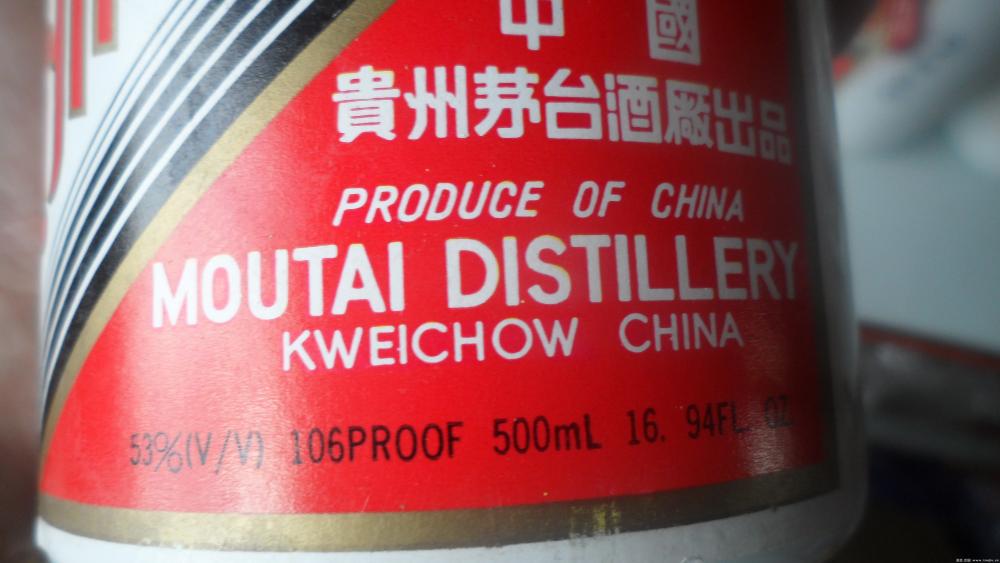 中國
貴州茅台酒廠出品
PRODUCE OF CHINA
MOUTAI DISTILLERY
KWEICHOW CHINA
53%(V/V) 106PROOF 500mL 16. 94FL. OZ